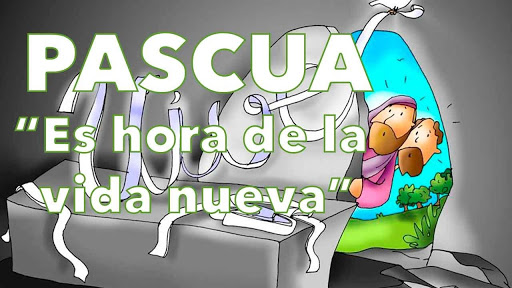 PASCUA
“Es hora de la
vida nueva”